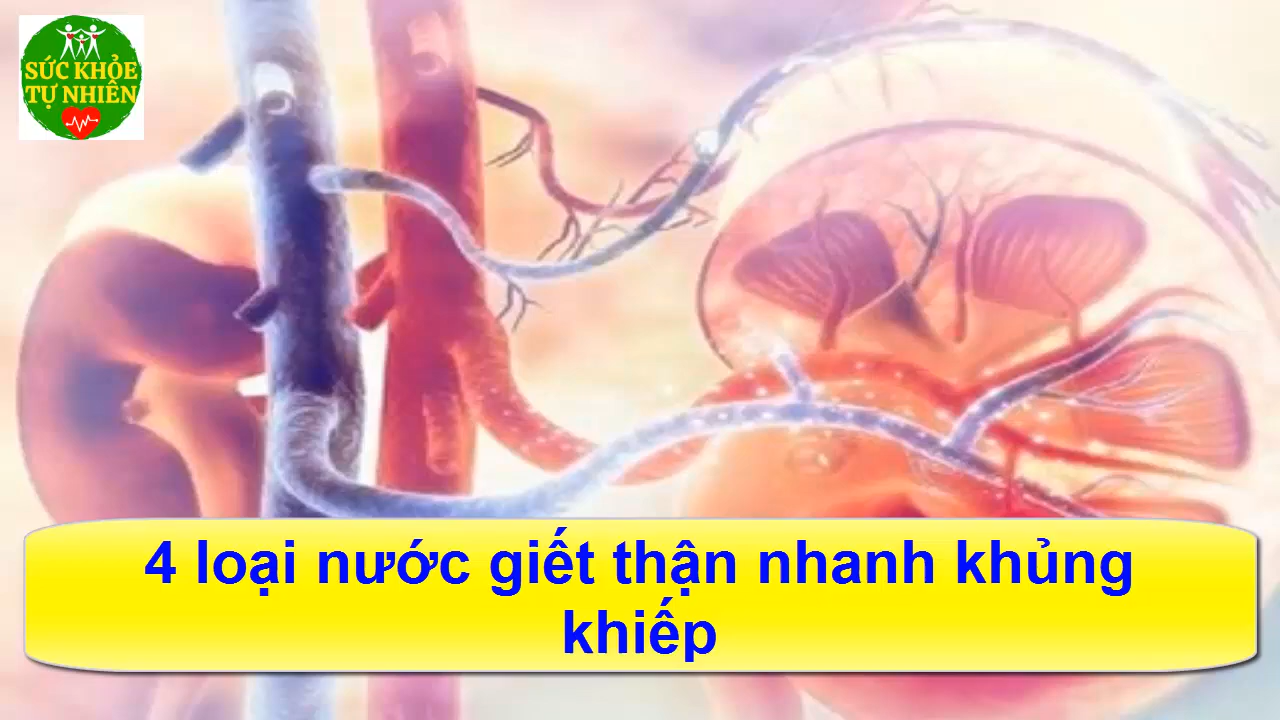 SỨC KHỎE
TỰ NHIÊN
4 loại nước giết thận nhanh khủng
khiếp